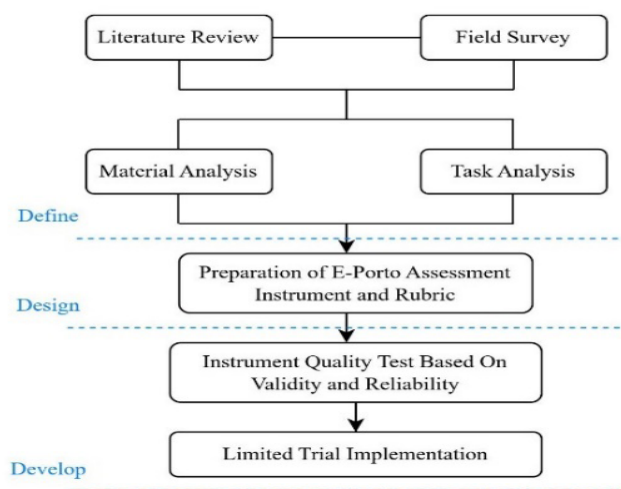 Literature Review
Field Survey
Material Analysis
Task Analysis
Define
Preparation of E-Porto Assessment
Instrument and Rubric
Design
Instrument Quality Test Based On
Validity and Reliability
Limited Trial Implementation
Develop